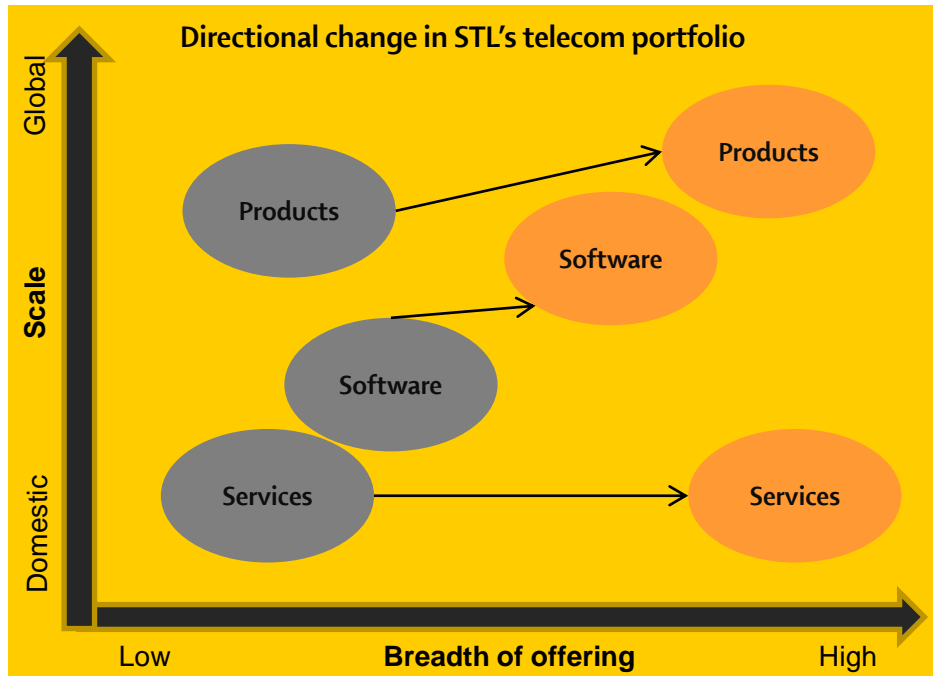 Directional change in STL's telecom portfolio
Global
Scale
Domestic
Products
Products
Software
Software
Services
Services
Low
Breadth of offering
High